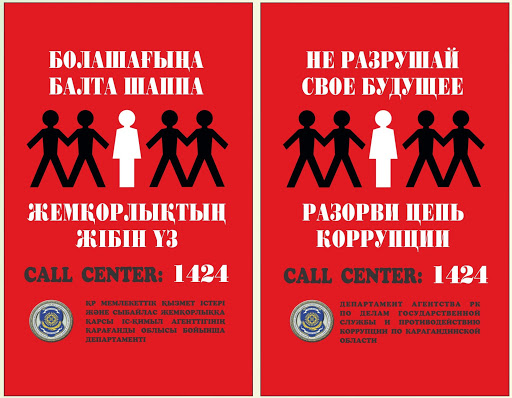 БОЛАШАҒЫҢА
БАЛТА ШАППА
ЖЕМҚОРЛЫҚТЫҢ
ЖІБІН ҮЗ
CALL CENTER: 1424
ҚР МЕМЛЕКЕТТІК ҚЫЗМЕТ ІСТЕРІ
ЖӘНЕ СЫБАЙЛАС ЖЕМҚОРЛЫҚҚА
ҚАРСЫ ІС-ҚИМЫЛ АГЕНТТІГІНІҢ
ҚАРАҒАНДЫ ОБЛЫСЫ БОЙЫНША
ДЕПАРТАМЕНТІ
НЕ РАЗРУШАЙ
СВОЕ БУДУЩЕЕ
РАЗОРВИ ЦЕПЬ
КОРРУПЦИИ
CALL CENTER: 1424
ДЕПАРТАМЕНТ АГЕНТСТВА РК
ПО ДЕЛАМ ГОСУДАРСТВЕННОЙ
СЛУЖБЫ И ПРОТИВОДЕЙСТВИЮ
КОРРУПЦИИ ПО КАРАГАНДИНСКОЙ
ОБЛАСТИ